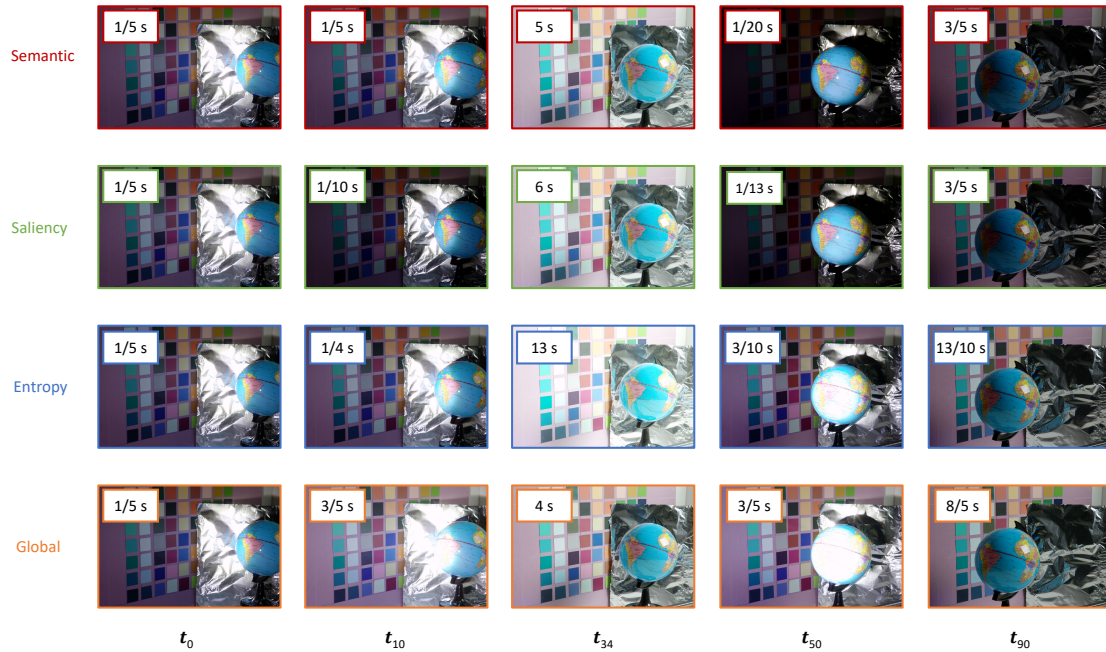 Semantic
1/5 s
1/5 s
5 s
1/20 s
3/5 s
Saliency
1/5 s
1/10 s
6 s
1/13 s
3/5 s
Entropy
1/5 s
1/4 s
13 s
3/10 s
13/10 s
Global
1/5 s
3/5 s
4 s
3/5 s
8/5 s
t₀
t₁₀
t₃₄
t₅₀
t₉₀